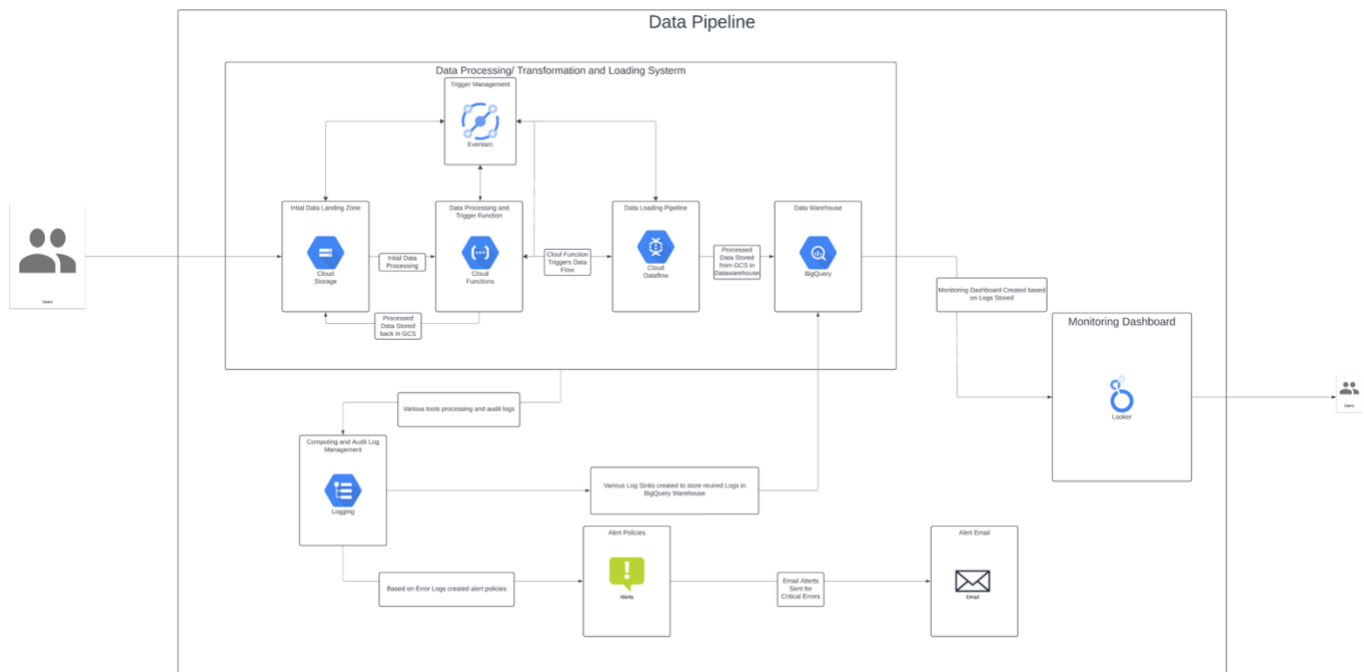 Data Pipeline
Data Processing/ Transformation and Loading Systerm
Trigger Management
Eventarc
Intial Data Landing Zone
Cloud
Storage
Intial Data
Processing
Data Processing and
Trigger Function
Cloud
Functions
Processed
Data Stored
back in GCS
Clouf Function
Triggers Data
Flow
Data Loading Pipeline
Cloud
Dataflow
Processed
Data Stored
from GCS in
Datawarehouse
Data Warehouse
BigQuery
Users
Monitoring Dashboard Created based
on Logs Stored
Monitoring Dashboard
Looker
Users
Various tools processing and audit logs
Computing and Audit Log
Management
Logging
Various Log Sinks created to store reuired Logs in
BigQuery Warehouse
Based on Error Logs created alert policies
Alert Policies
Alerts
Email Alterts
Sent for
Critical Errors
Alert Email
Email